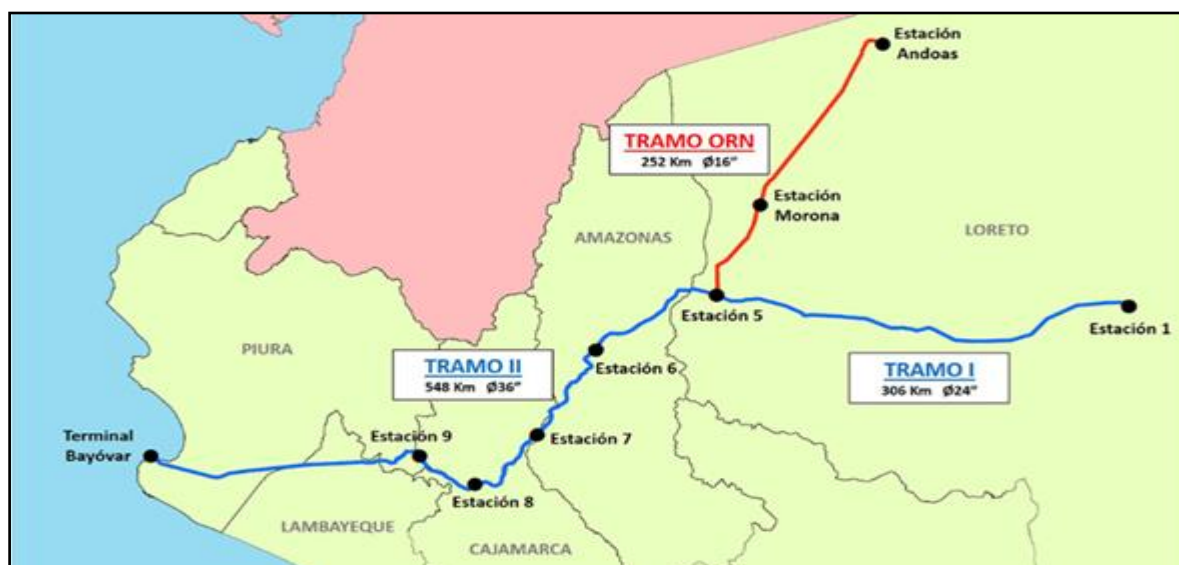 Estación
Andoas
TRAMO ORN
252 Km Ø16”
Estación
Morona
AMAZONAS
LORETO
Estación 5
Estación 1
PIURA
TRAMO II
548 Km Ø36”
Estación 6
TRAMO I
306 Km Ø24”
Terminal
Bayóvar
Estación 9
Estación 7
Estación 8
LAMBAYEQUE
CAJAMARCA